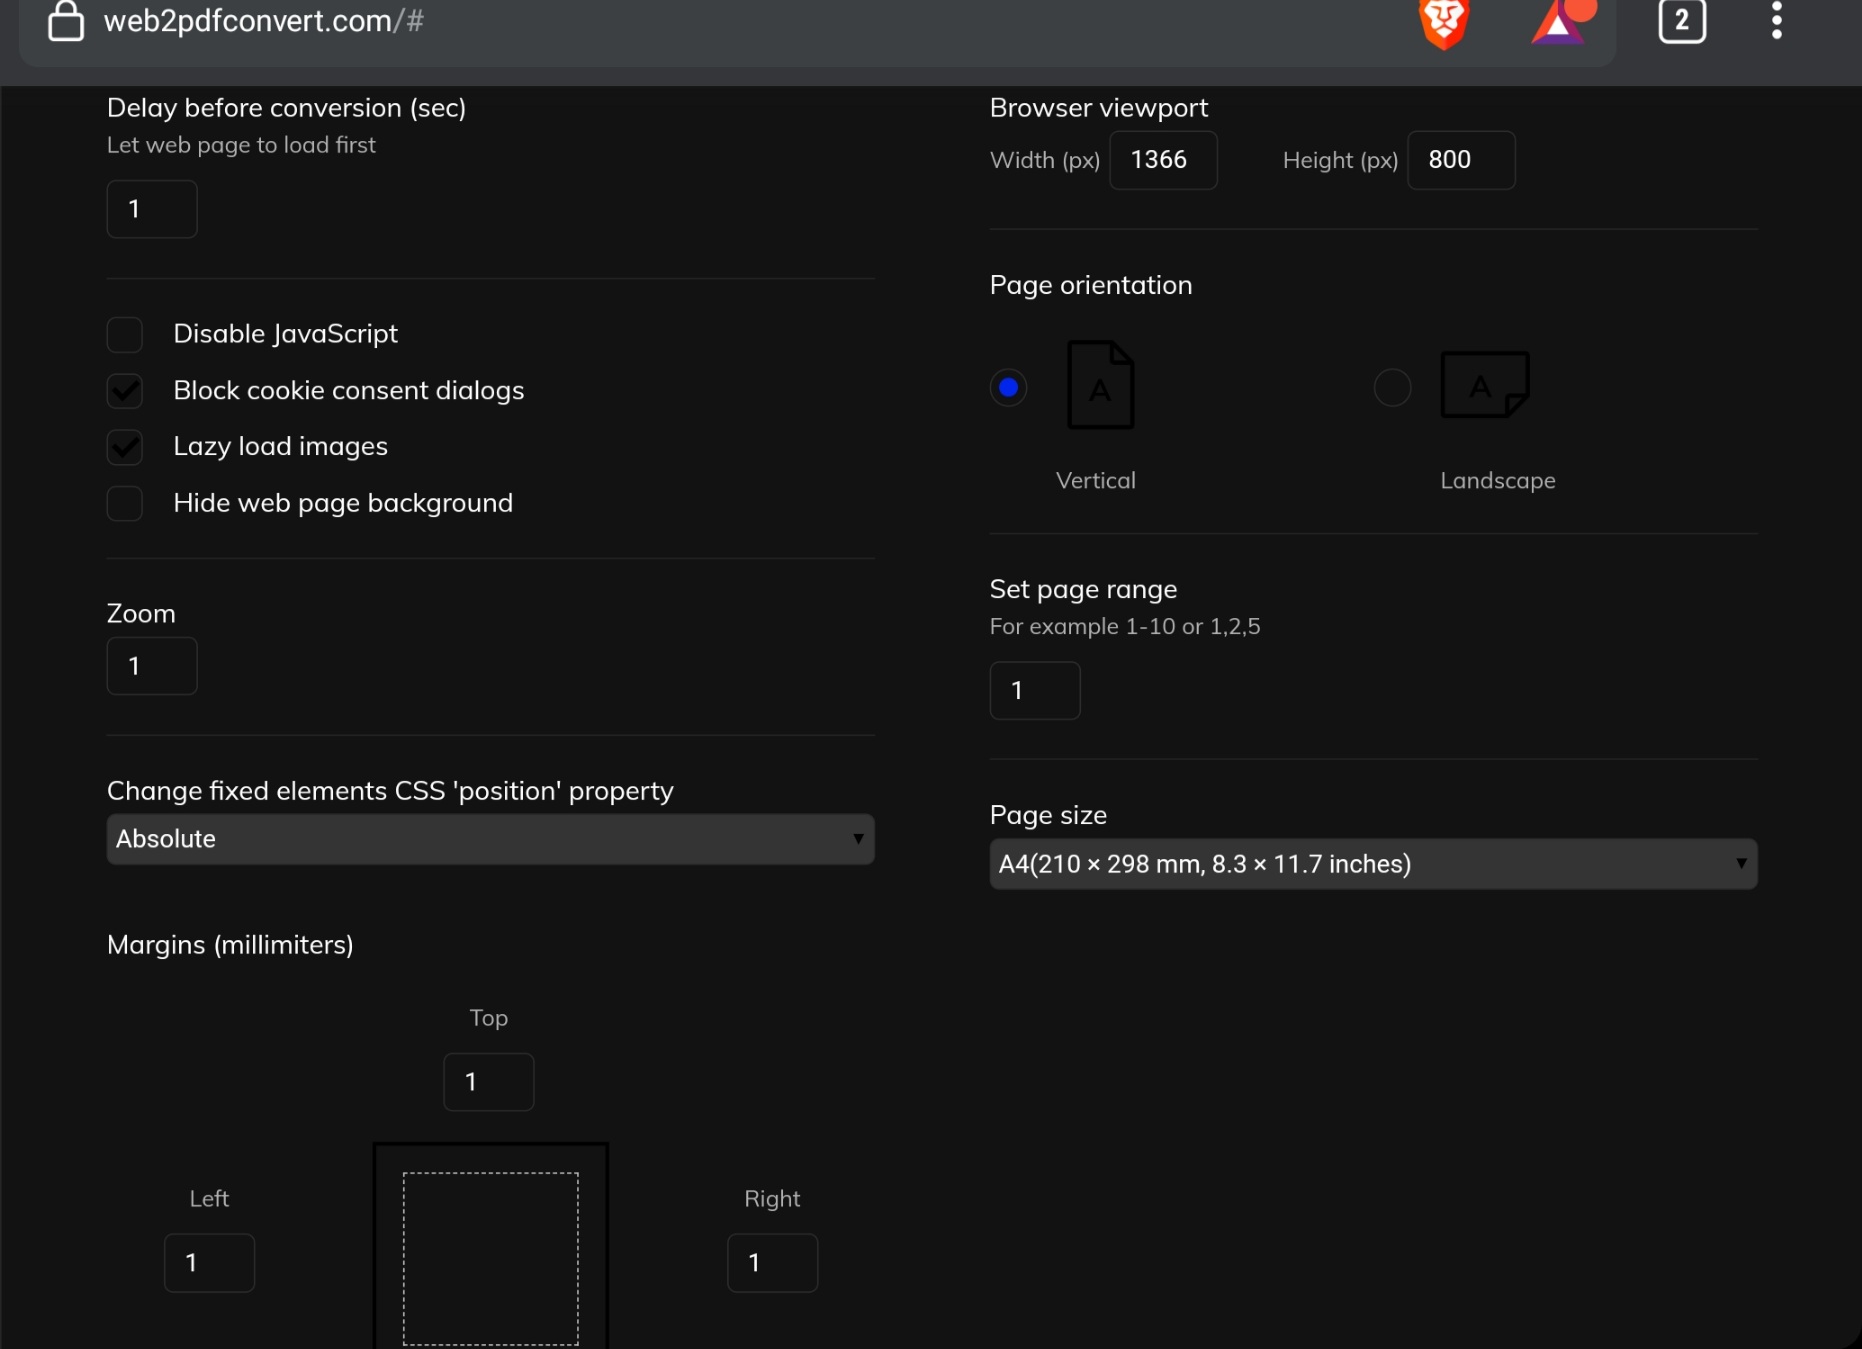 web2pdfconvert.com/#
2
Delay before conversion (sec)
Let web page to load first
1
Disable JavaScript
Block cookie consent dialogs
Lazy load images
Hide web page background
Zoom
1
Change fixed elements CSS 'position' property
Absolute
Margins (millimiters)
Top
1
Left
1
Right
1
Browser viewport
Width (px) 1366 Height (px) 800
Page orientation
A A
Vertical Landscape
Set page range
For example 1-10 or 1,2,5
1
Page size
A4(210 × 298 mm, 8.3 × 11.7 inches)